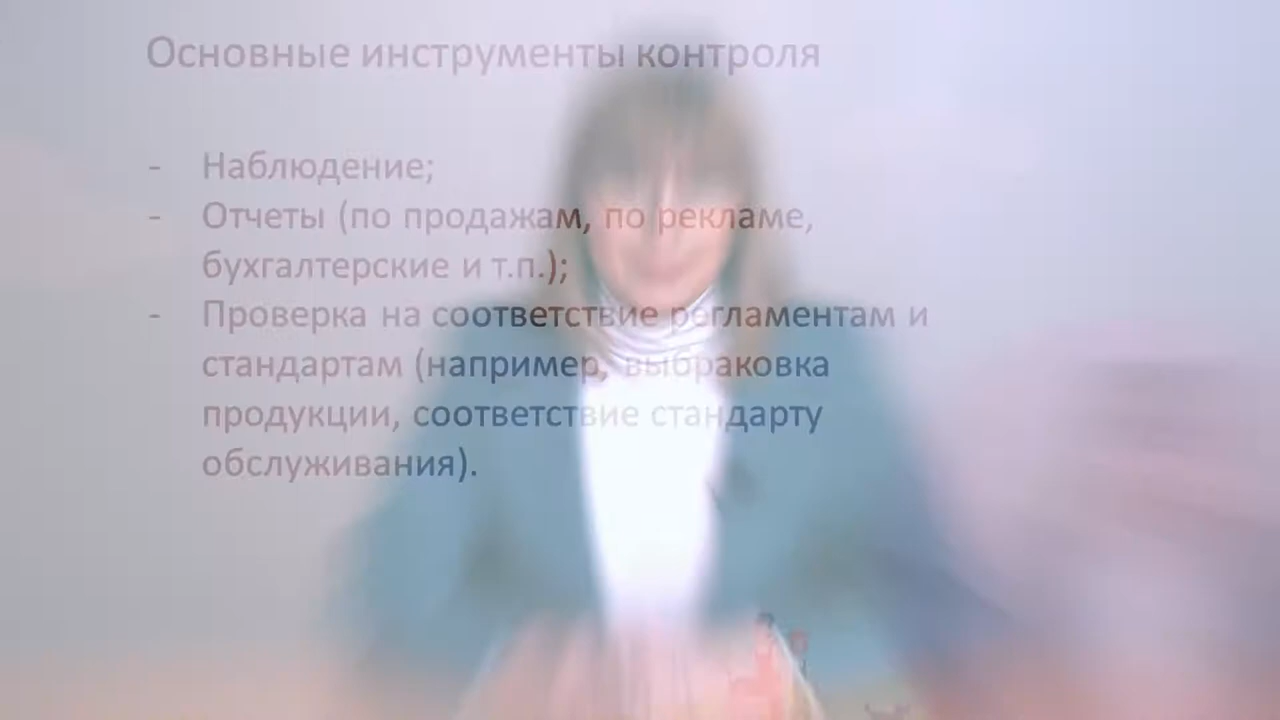 Основные инструменты контроля
- Наблюдение;
- Отчеты (по продажам, по рекламе,
бухгалтерские и т.п.);
- Проверка на соответствие регламентам и
стандартам (например, выбраковка
продукции, соответствие стандарту
обслуживания).